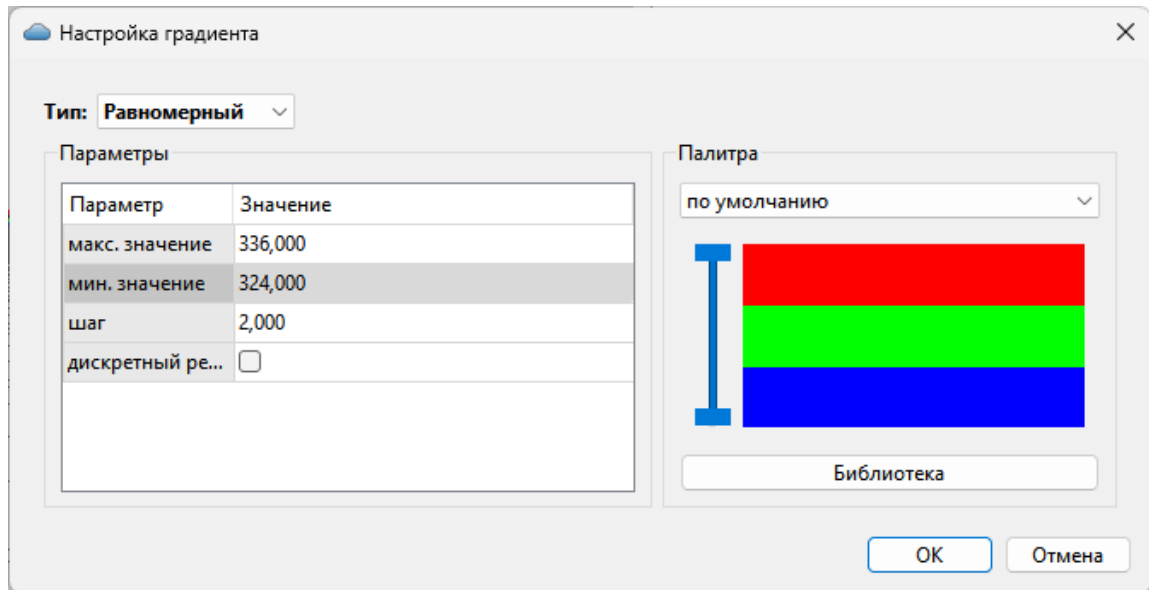 Настройка градиента
Тип: Равномерный
Параметры
Параметр Значение
макс. значение 336,000
мин. значение 324,000
шаг 2,000
дискретный ре...
Палитра
по умолчанию
Библиотека
ОК Отмена